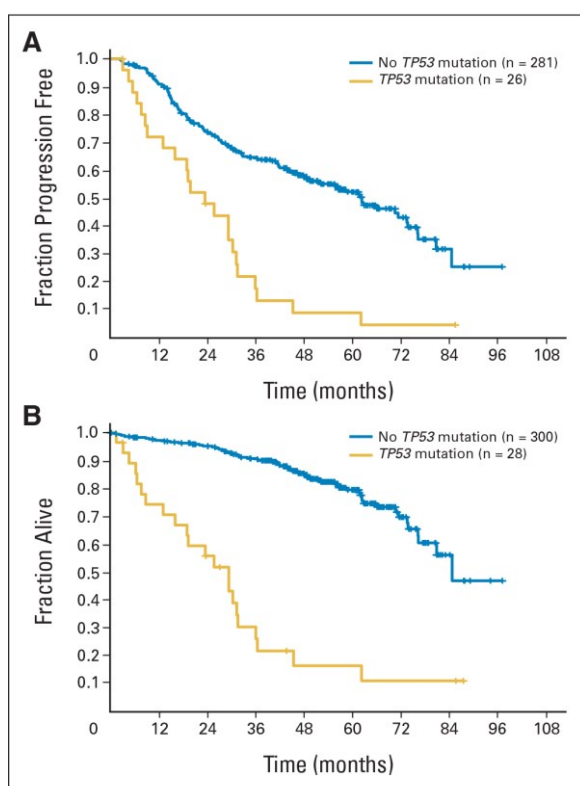 A
1.0
0.9
0.8
0.7
0.6
0.5
0.4
0.3
0.2
0.1
Fraction Progression Free
No TP53 mutation (n = 281)
TP53 mutation (n = 26)
0 12 24 36 48 60 72 84 96 108
Time (months)
B
1.0
0.9
0.8
0.7
0.6
0.5
0.4
0.3
0.2
0.1
Fraction Alive
No TP53 mutation (n = 300)
TP53 mutation (n = 28)
0 12 24 36 48 60 72 84 96 108
Time (months)